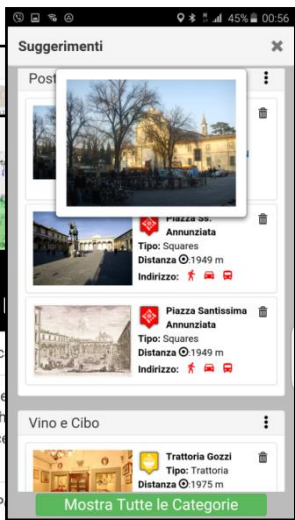 45% 00:56
Suggerimenti
Post
Piazza Ss.
Annunziata
Tipo: Squares
Distanza :1949 m
Indirizzo:
Piazza Santissima
Annunziata
Tipo: Squares
Distanza :1949 m
Indirizzo:
Vino e Cibo
Trattoria Gozzi
Tipo: Trattoria
Distanza :1975 m
Mostra Tutte le Categorie